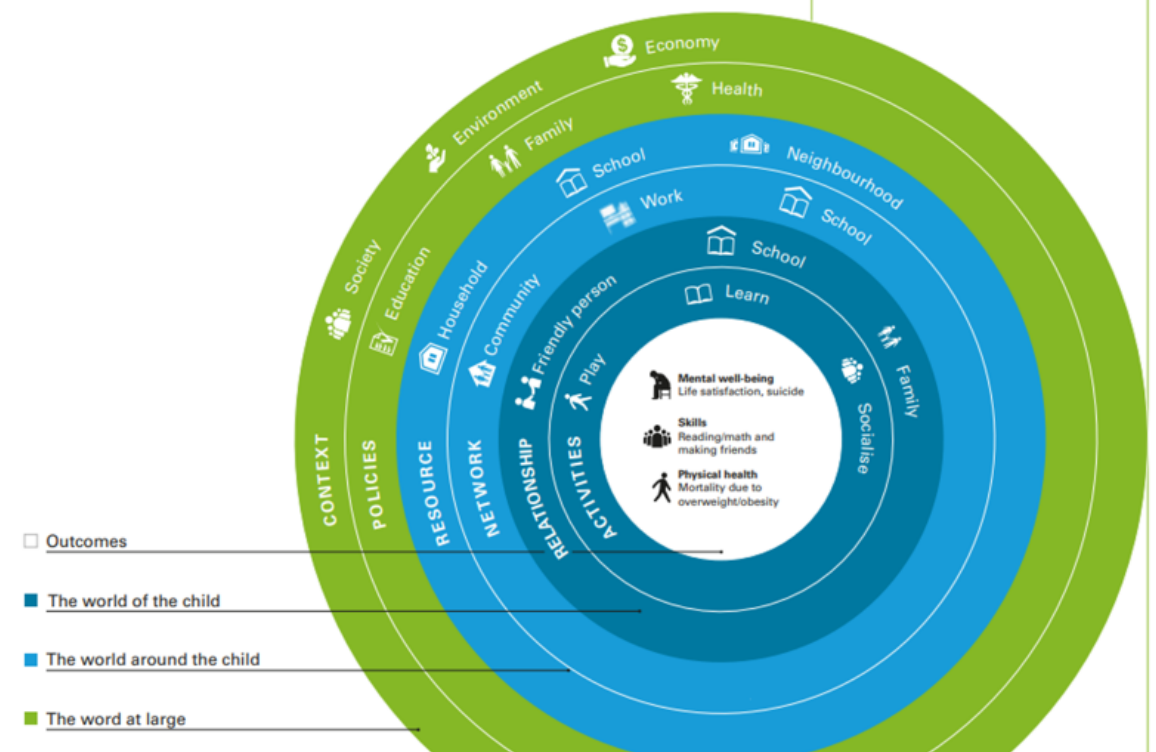 Economy
Environment
Society
Health
Family
Education
Neighbourhood
School
Household
School
Work
Community
School
Friendly person
Family
Learn
Play
Socialise
CONTEXT
POLICIES
RESOURCE
NETWORK
RELATIONSHIP
ACTIVITIES
Mental well-being
Life satisfaction, suicide
Skills
Reading/math and
making friends
Physical health
Mortality due to
overweight/obesity
Outcomes
The world of the child
The world around the child
The word at large